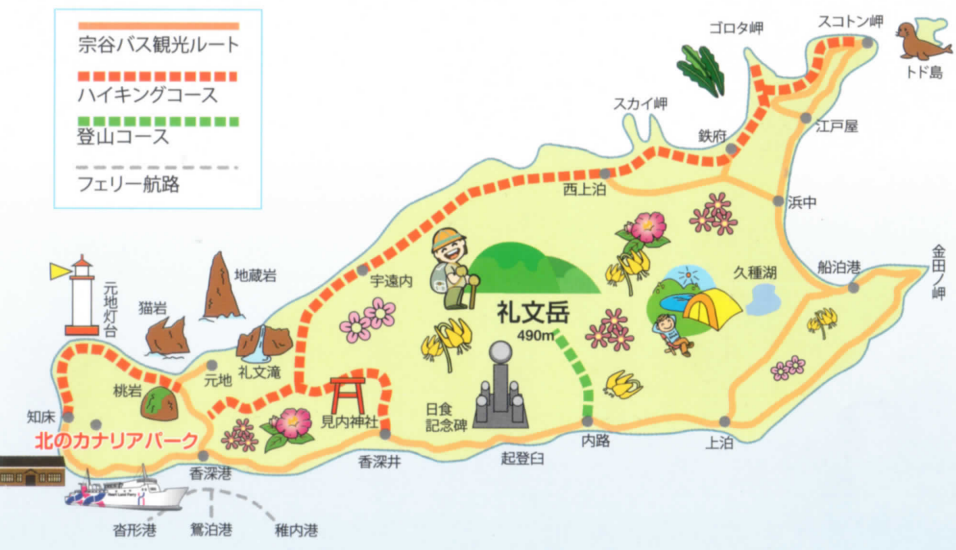 宗谷バス観光ルート
ハイキングコース
登山コース
フェリー航路
ゴロタ岬
スコトン岬
トド島
スカイ岬
鉄府
江戸屋
西上泊
浜中
金田ノ岬
地蔵岩
宇遠内
久種湖
船泊港
元地灯台
猫岩
礼文岳
490m
元地
礼文滝
桃岩
知床
見内神社
日食
記念碑
北のカナリアパーク
内路
上泊
香深井
起登臼
香深港
沓形港
鴛泊港
稚内港